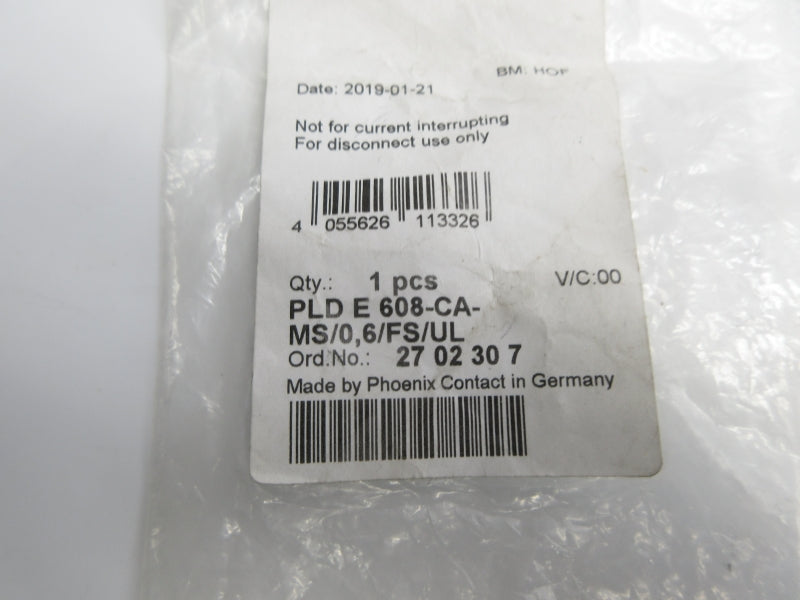 BM: HOF
Date: 2019-01-21
Not for current interrupting
For disconnect use only
4 055626 113326
Qty.: 1 pcs V/C:00
PLD E 608-CA-
MS/0,6/FS/UL
Ord.No.: 27 02 30 7
Made by Phoenix Contact in Germany